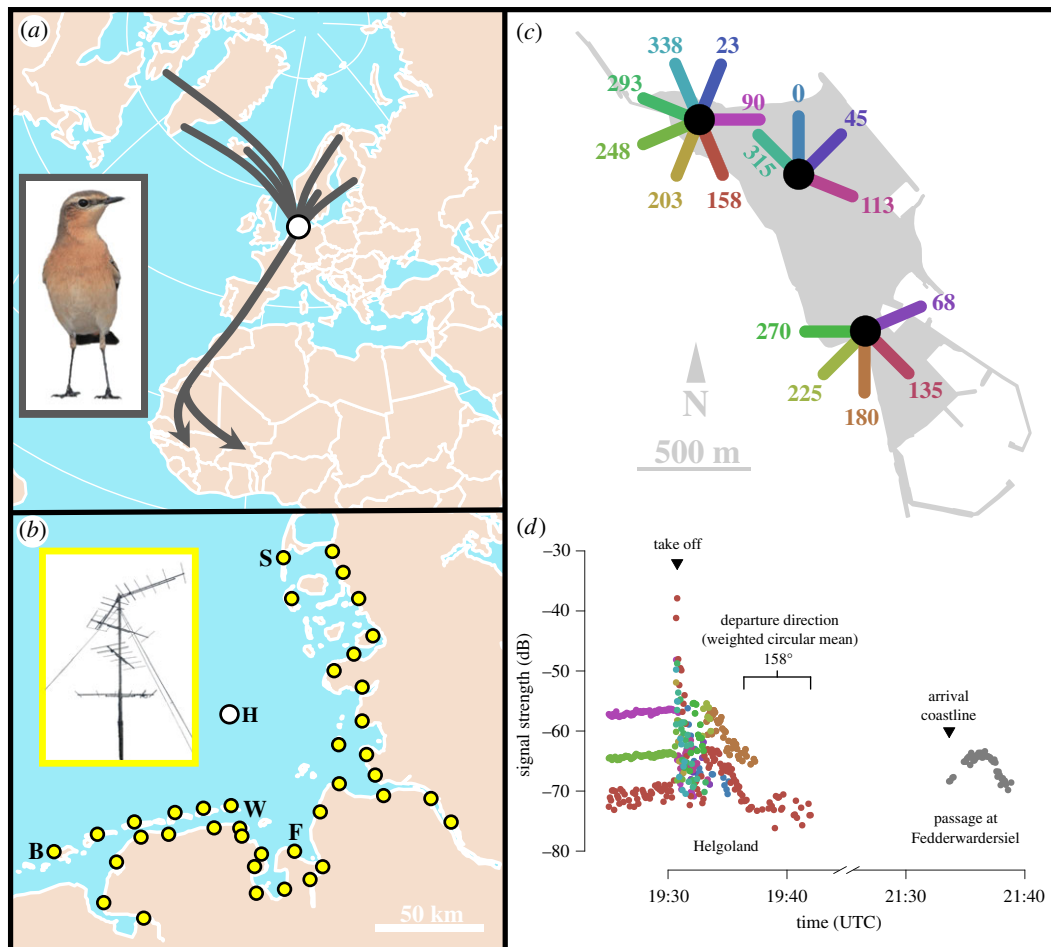 (a)
(b)
S
H
W
F
B
50 km
(c)
338
23
293
90
0
45
248
315
203
158
113
68
270
225
135
180
N
500 m
(d)
–30
–40
–50
–60
–70
–80
signal strength (dB)
take off
departure direction
(weighted circular mean)
158°
arrival
coastline
Helgoland
passage at
Fedderwardersiel
19:30
19:40
21:30
21:40
time (UTC)